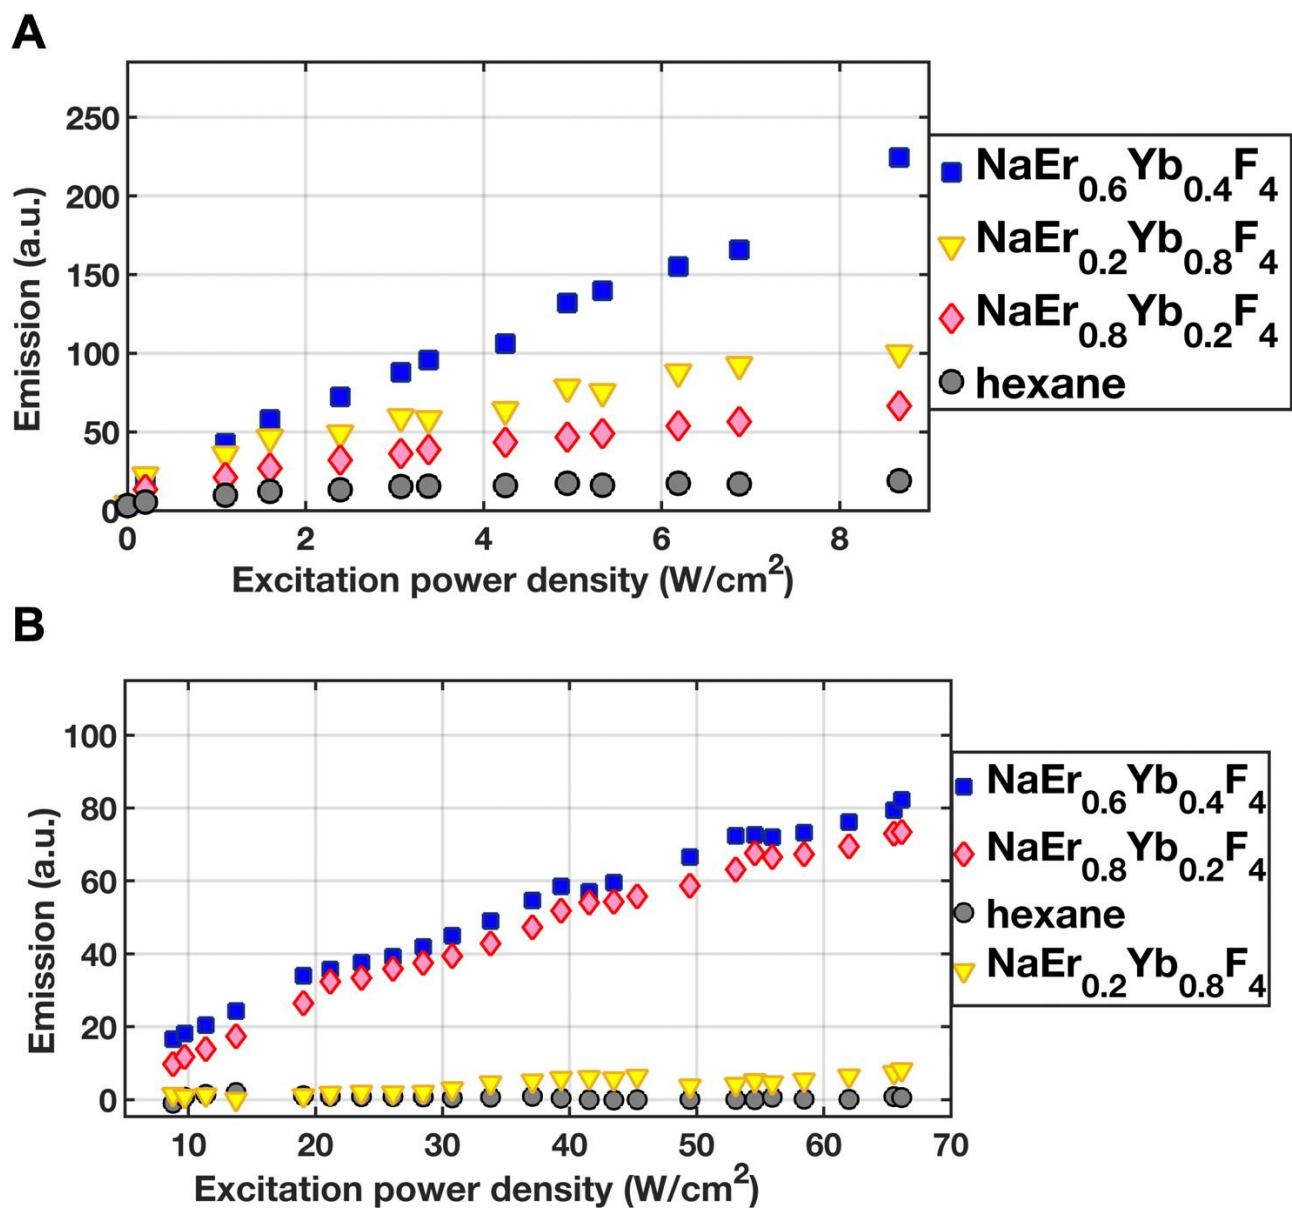 A
250
200
150
100
50
0
0 2 4 6 8
Emission (a.u.)
Excitation power density (W/cm²)
NaEr₀.₆Yb₀.₄F₄
NaEr₀.₂Yb₀.₈F₄
NaEr₀.₈Yb₀.₂F₄
hexane
B
100
80
60
40
20
0
10 20 30 40 50 60 70
Emission (a.u.)
Excitation power density (W/cm²)
NaEr₀.₆Yb₀.₄F₄
NaEr₀.₈Yb₀.₂F₄
hexane
NaEr₀.₂Yb₀.₈F₄